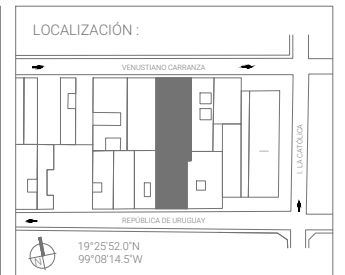 LOCALIZACIÓN :
VENUSTIANO CARRANZA
I. LA CATÓLICA
REPÚBLICA DE URUGUAY
N
19°25'52.0"N
99°08'14.5"W